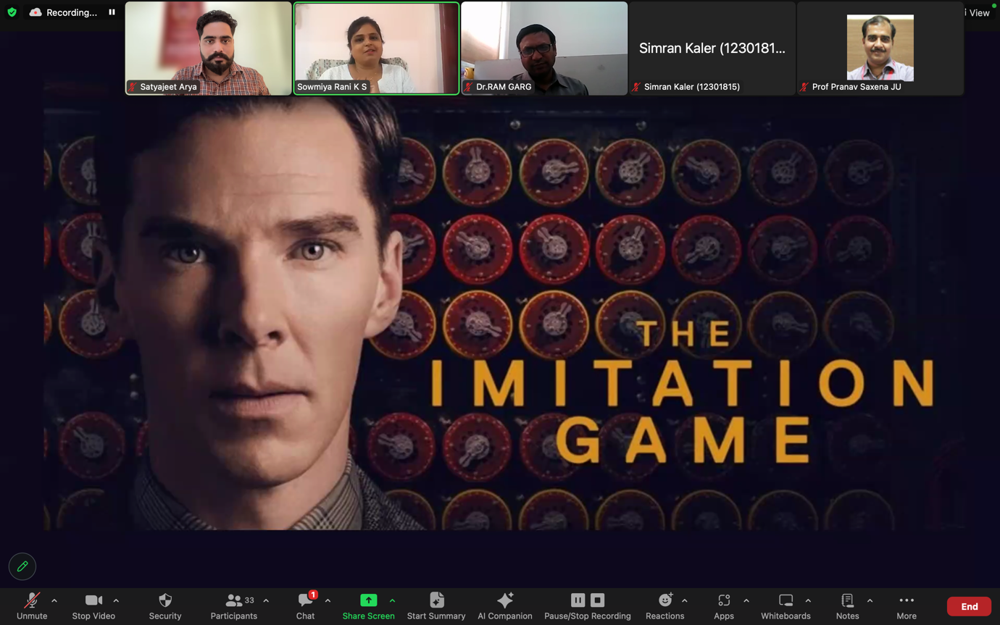 Recording...
View
Satyajeet Arya
Sowmiya Rani K S
Dr.RAM GARG
Simran Kaler (1230181...
Simran Kaler (12301815)
Prof Pranav Saxena JU
THE
IMITATION
GAME
Unmute
Stop Video
Security
33
Participants
1
Chat
Share Screen
Start Summary
AI Companion
Pause/Stop Recording
Reactions
Apps
Whiteboards
Notes
More
End